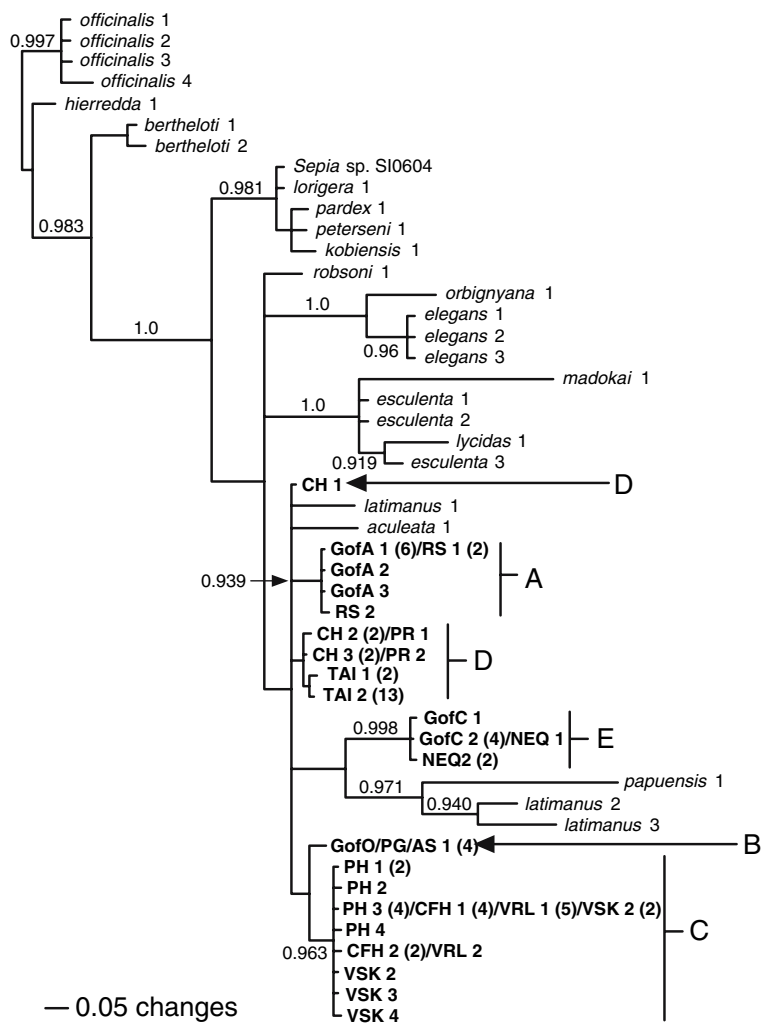 officinalis 1
0.997
officinalis 2
officinalis 3
officinalis 4
hierredda 1
bertheloti 1
bertheloti 2
Sepia sp. SI0604
0.981
lorigera 1
pardex 1
0.983
peterseni 1
kobiensis 1
robsoni 1
orbignyana 1
1.0
elegans 1
1.0
elegans 2
0.96
elegans 3
madokai 1
esculenta 1
1.0
esculenta 2
lycidas 1
0.919
esculenta 3
CH 1
D
latimanus 1
aculeata 1
GofA 1 (6)/RS 1 (2)
GofA 2
0.939
A
GofA 3
RS 2
CH 2 (2)/PR 1
CH 3 (2)/PR 2
D
TAI 1 (2)
TAI 2 (13)
GofC 1
0.998
GofC 2 (4)/NEQ 1
E
NEQ2 (2)
papuensis 1
0.971
latimanus 2
0.940
latimanus 3
GofO/PG/AS 1 (4)
B
PH 1 (2)
PH 2
PH 3 (4)/CFH 1 (4)/VRL 1 (5)/VSK 2 (2)
PH 4
C
CFH 2 (2)/VRL 2
0.963
VSK 2
VSK 3
VSK 4
0.05 changes